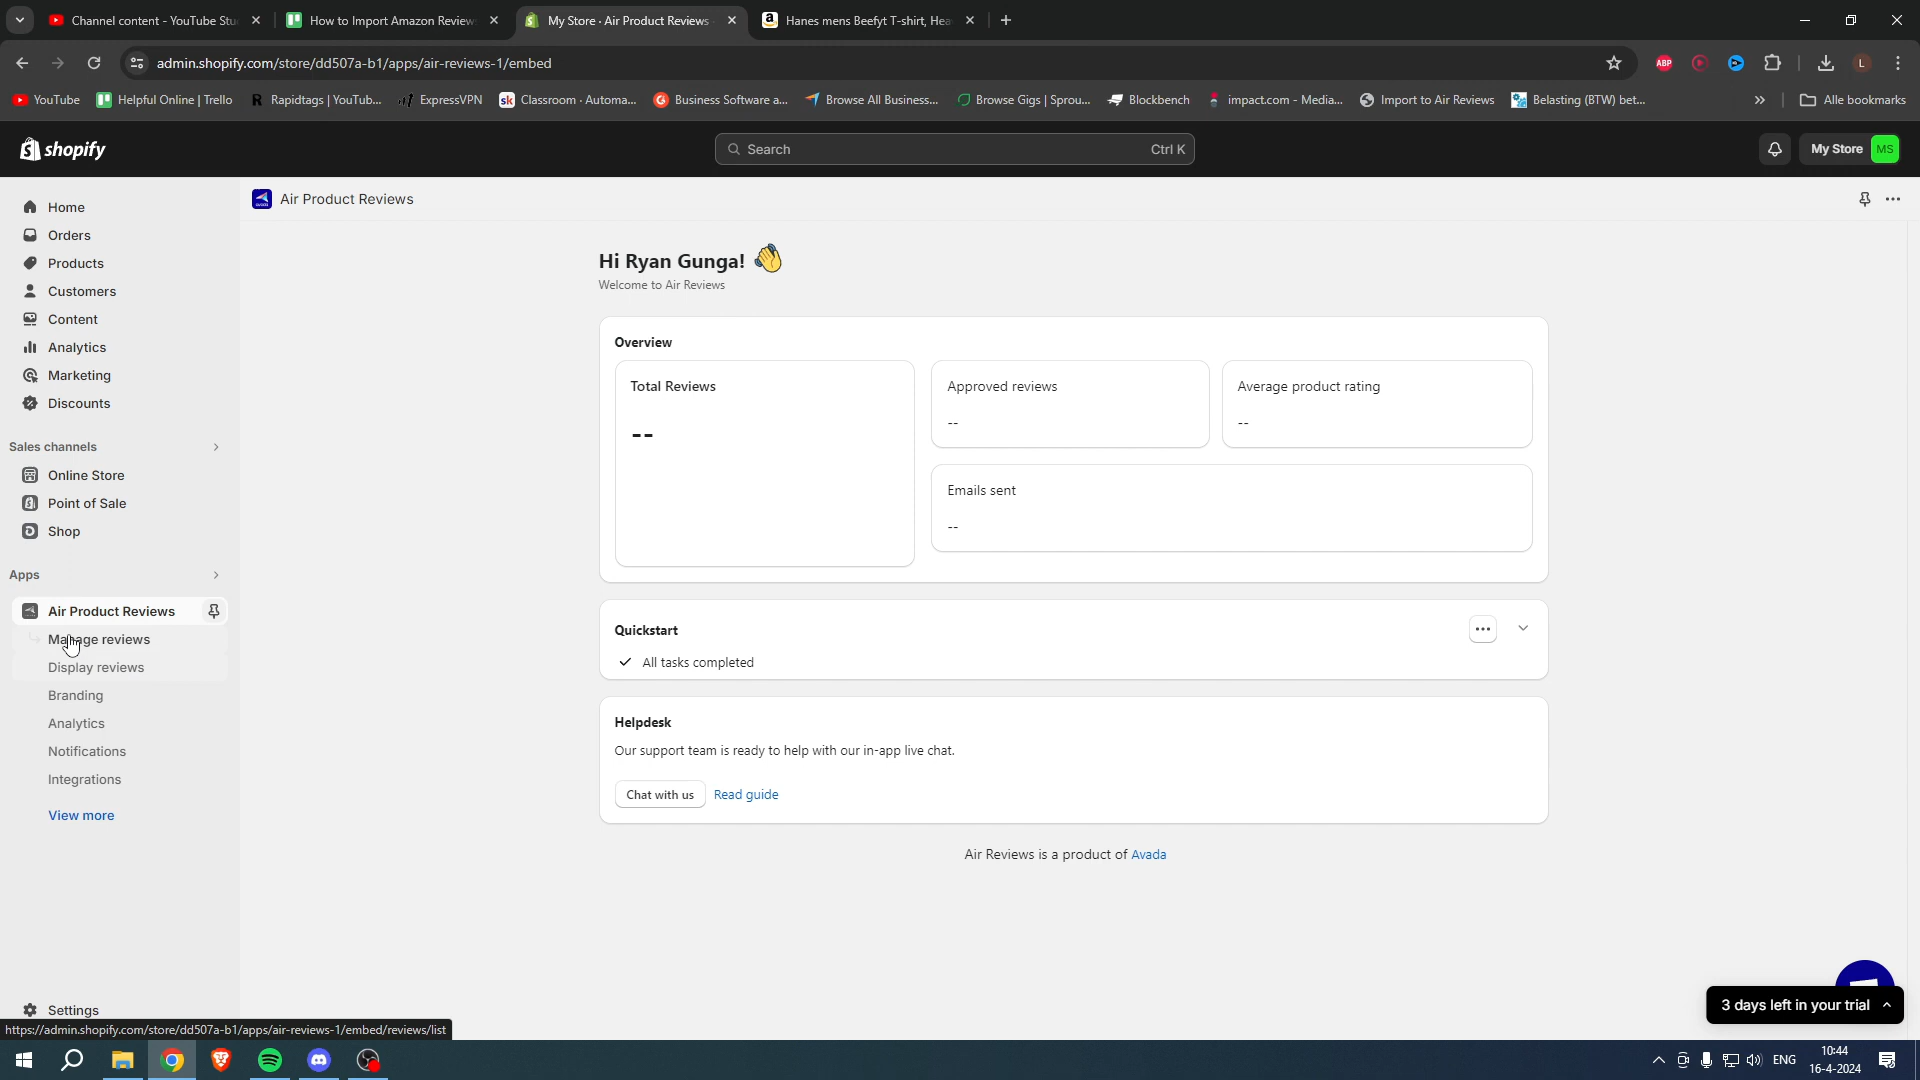 Channel content - YouTube Stu
How to Import Amazon Review
My Store · Air Product Reviews
Hanes mens Beefyt T-shirt, Hea
admin.shopify.com/store/dd507a-b1/apps/air-reviews-1/embed
ABP
L
YouTube
Helpful Online | Trello
Rapidtags | YouTub...
ExpressVPN
Classroom · Automa...
Business Software a...
Browse All Business...
Browse Gigs | Sprou...
Blockbench
impact.com - Media...
Import to Air Reviews
Belasting (BTW) bet...
»
Alle bookmarks
shopify
Search
Ctrl K
My Store
MS
Home
Orders
Products
Customers
Content
Analytics
Marketing
Discounts
Sales channels
Online Store
Point of Sale
Shop
Apps
Air Product Reviews
Manage reviews
Display reviews
Branding
Analytics
Notifications
Integrations
View more
Settings
Air Product Reviews
Hi Ryan Gunga! 👋
Welcome to Air Reviews
Overview
Total Reviews
--
Approved reviews
--
Average product rating
--
Emails sent
--
Quickstart
All tasks completed
Helpdesk
Our support team is ready to help with our in-app live chat.
Chat with us
Read guide
Air Reviews is a product of Avada
3 days left in your trial
https://admin.shopify.com/store/dd507a-b1/apps/air-reviews-1/embed/reviews/list
ENG
10:44
16-4-2024